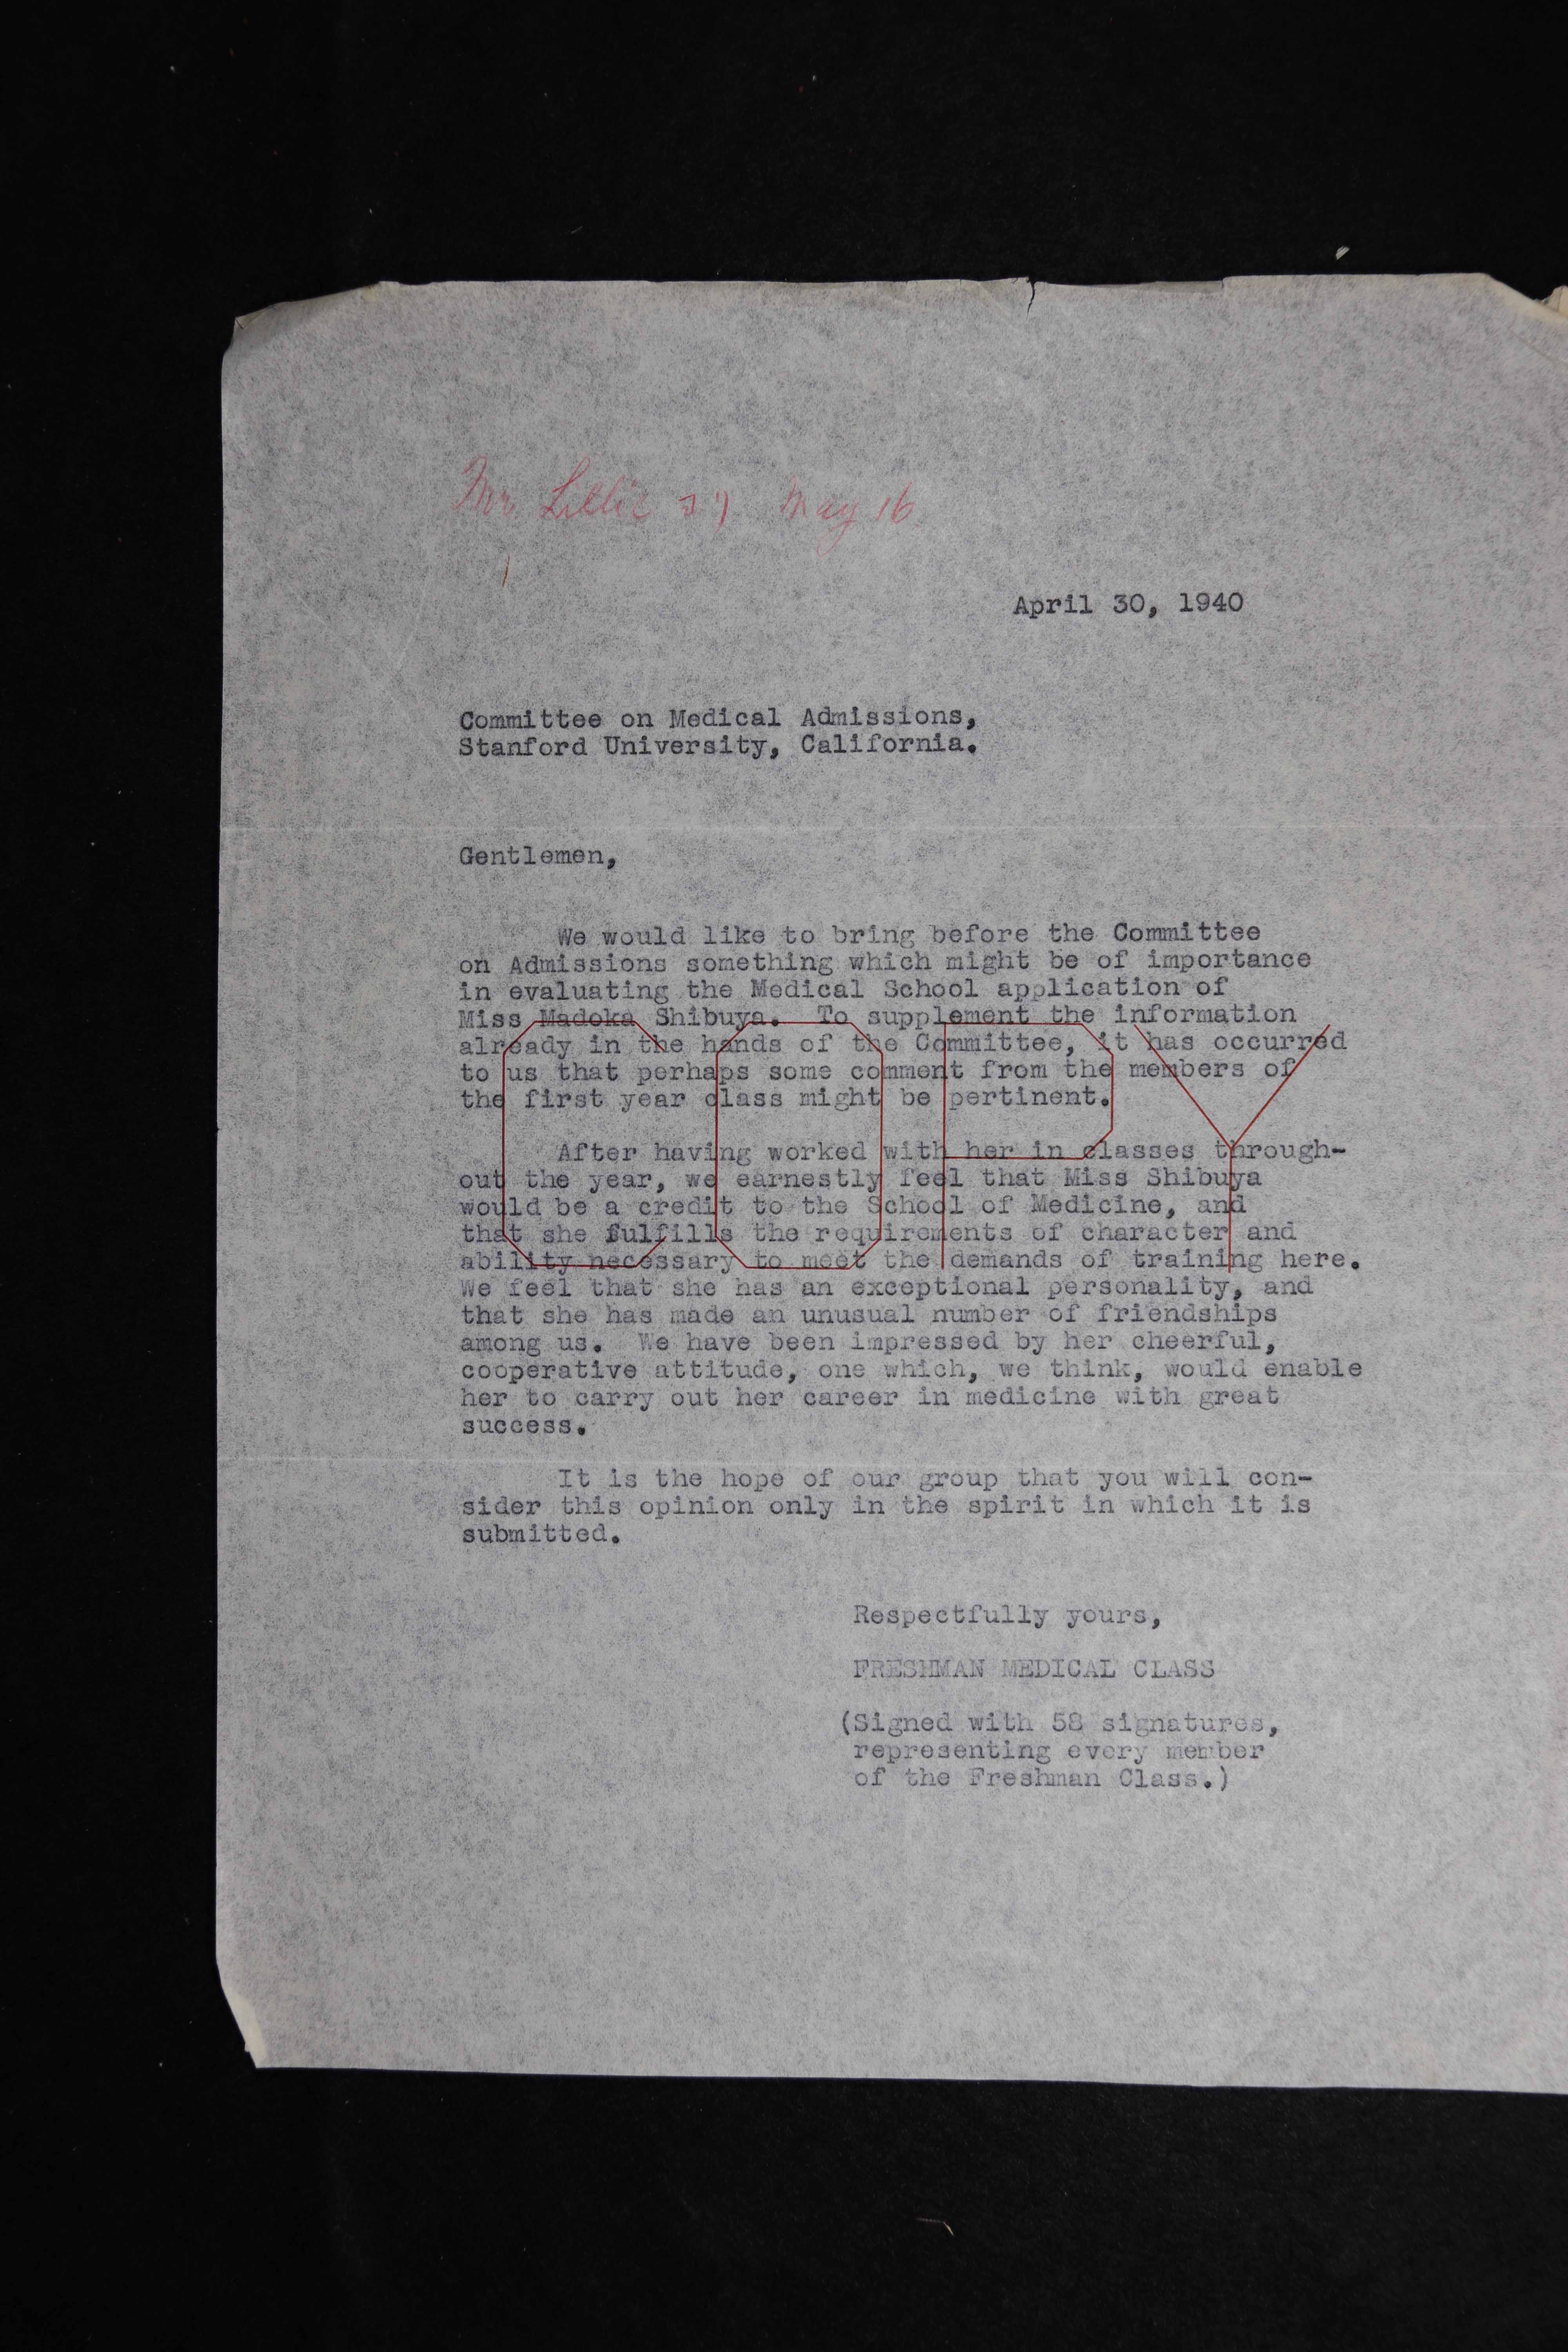 Mr. May 16
April 30, 1940
Committee on Medical Admissions,
Stanford University, California.
Gentlemen,
We would like to bring before the Committee
on Admissions something which might be of importance
in evaluating the Medical School application of
Miss Madoka Shibuya. To supplement the information
already in the hands of the Committee, it has occurred
to us that perhaps some comment from the members of
the first year class might be pertinent.
COPY
After having worked with her in classes through-
out the year, we earnestly feel that Miss Shibuya
would be a credit to the School of Medicine, and
that she fulfills the requirements of character and
ability necessary to meet the demands of training here.
We feel that she has an exceptional personality, and
that she has made an unusual number of friendships
among us. We have been impressed by her cheerful,
cooperative attitude, one which, we think, would enable
her to carry out her career in medicine with great
success.
It is the hope of our group that you will con-
sider this opinion only in the spirit in which it is
submitted.
Respectfully yours,
FRESHMAN MEDICAL CLASS
(Signed with 58 signatures,
representing every member
of the Freshman Class.)